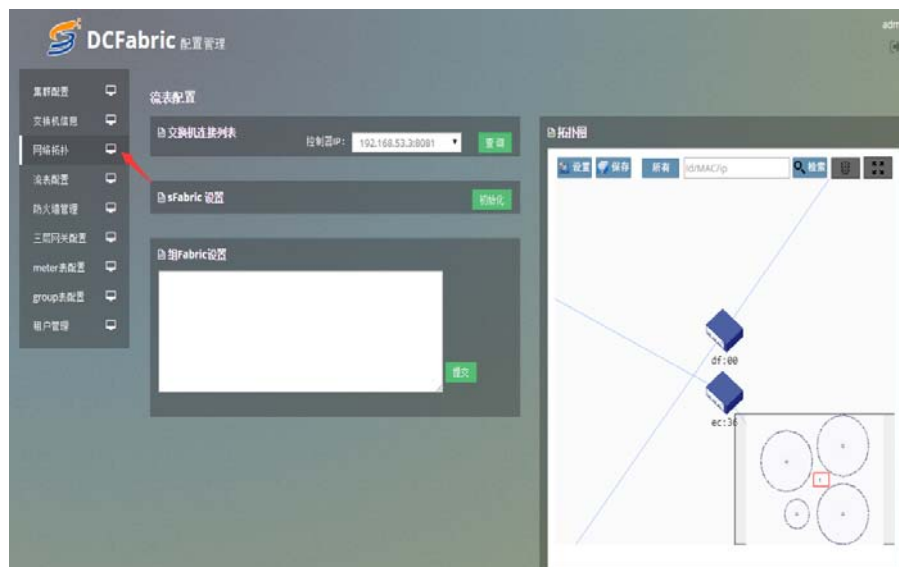 DCFabric 配置管理
adm
集群配置
交换机信息
网络拓扑
流表配置
防火墙管理
三层网关配置
meter表配置
group表配置
租户管理
流表配置
交换机连接列表
控制器IP: 192.168.53.3:8081 查询
sFabric 设置
初始化
组Fabric设置
提交
拓扑图
设置 保存 所有 id/MAC/ip 检索
df:00
ec:36